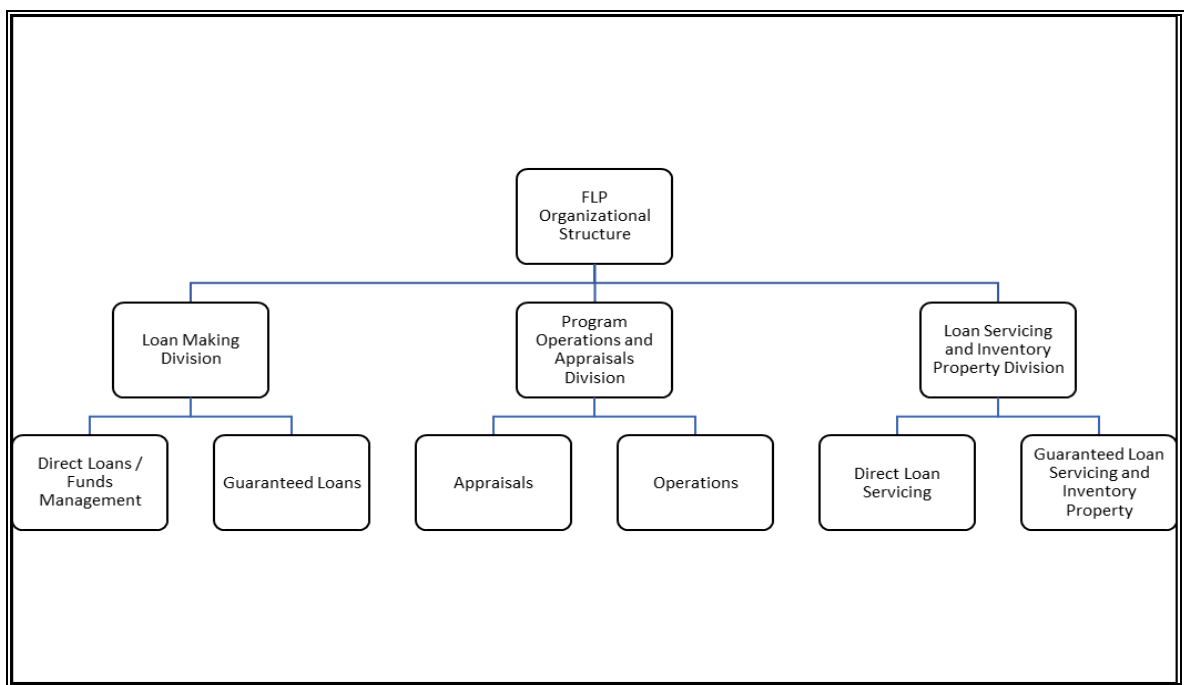 FLP
Organizational
Structure
Loan Making
Division
Program
Operations and
Appraisals
Division
Loan Servicing
and Inventory
Property Division
Direct Loans /
Funds
Management
Guaranteed Loans
Appraisals
Operations
Direct Loan
Servicing
Guaranteed Loan
Servicing and
Inventory
Property